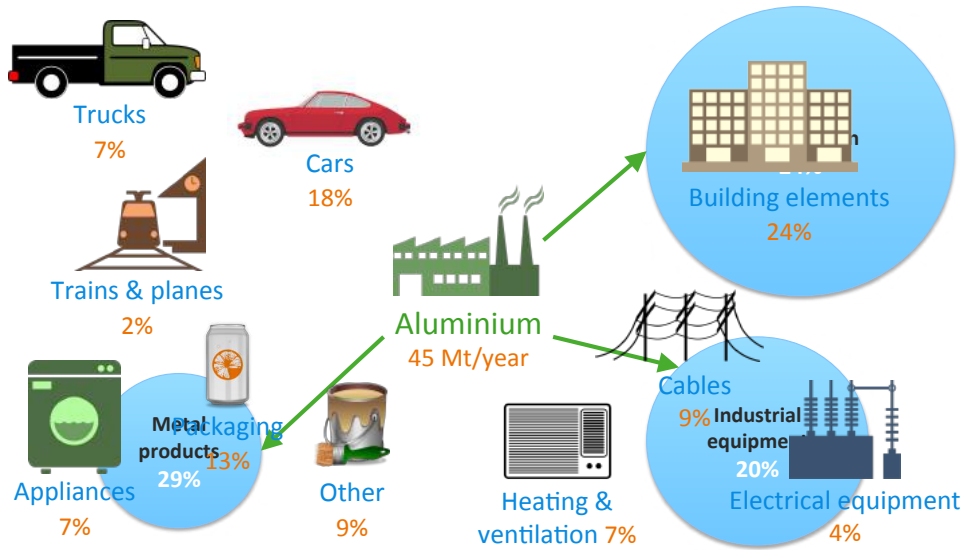 Trucks
7%
Cars
18%
Trains & planes
2%
Building elements
24%
Aluminium
45 Mt/year
Metal
products
29%
Packaging
13%
Appliances
7%
Other
9%
Heating &
ventilation 7%
Cables
9%
Industrial
20%
Electrical equipment
4%